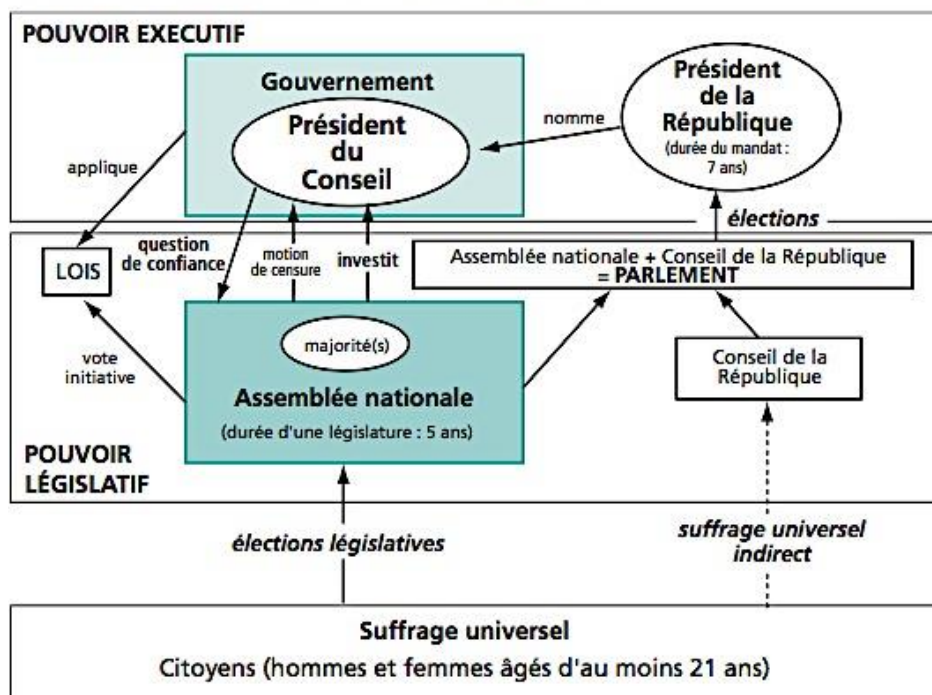 POUVOIR EXECUTIF
Gouvernement
Président
du
Conseil
nomme
Président
de la
République
(durée du mandat :
7 ans)
applique
élections
LOIS
question
de confiance
motion
de censure
investit
Assemblée nationale + Conseil de la République
= PARLEMENT
vote
initiative
majorité(s)
Assemblée nationale
(durée d'une législature : 5 ans)
Conseil de la
République
POUVOIR
LÉGISLATIF
élections législatives
suffrage universel
indirect
Suffrage universel
Citoyens (hommes et femmes âgés d'au moins 21 ans)